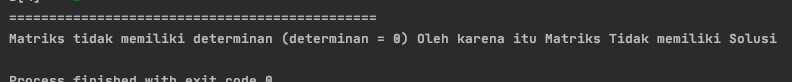 ==============================================
Matriks tidak memiliki determinan (determinan = 0) Oleh karena itu Matriks Tidak memiliki Solusi
Process finished with exit code 0